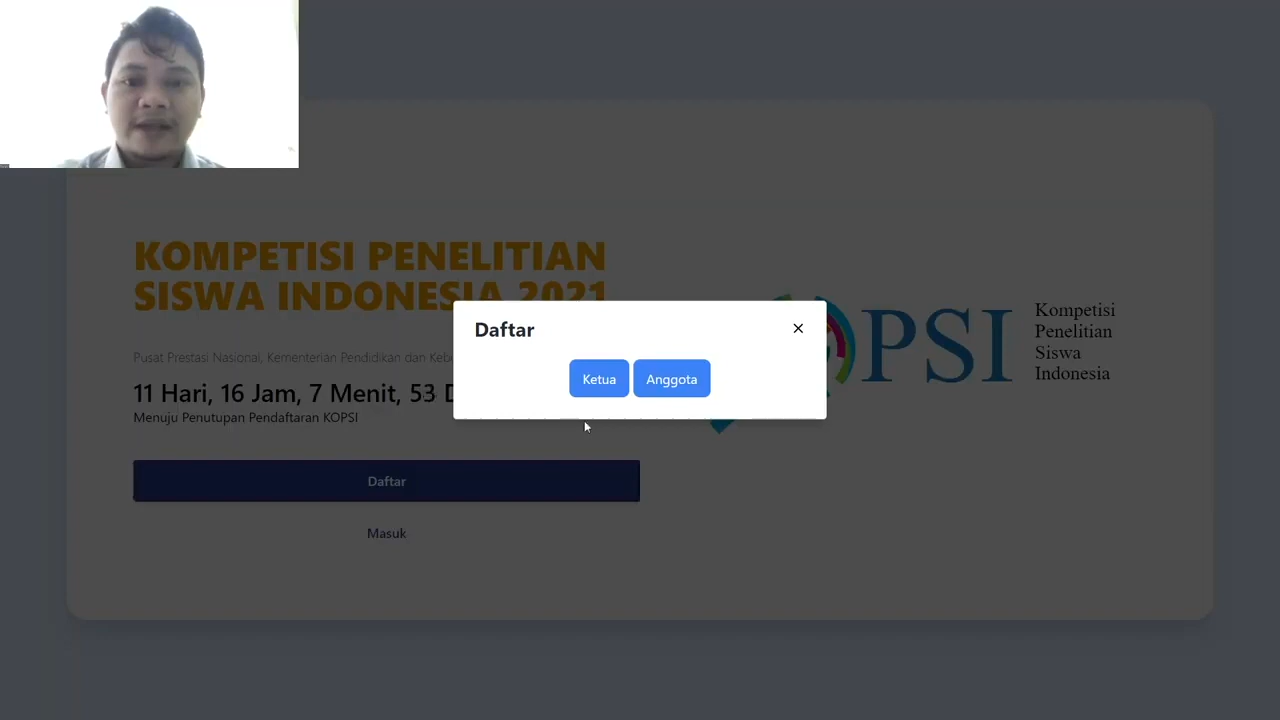 KOMPETISI PENELITIAN
SISWA INDONESIA 2021
Pusat Prestasi Nasional, Kementerian Pendidikan dan
11 Hari, 16 Jam, 7 Menit, 53
Menuju Penutupan Pendaftaran KOPSI
Daftar
Masuk
Daftar
×
Ketua
Anggota
PSI
Kompetisi
Penelitian
Siswa
Indonesia